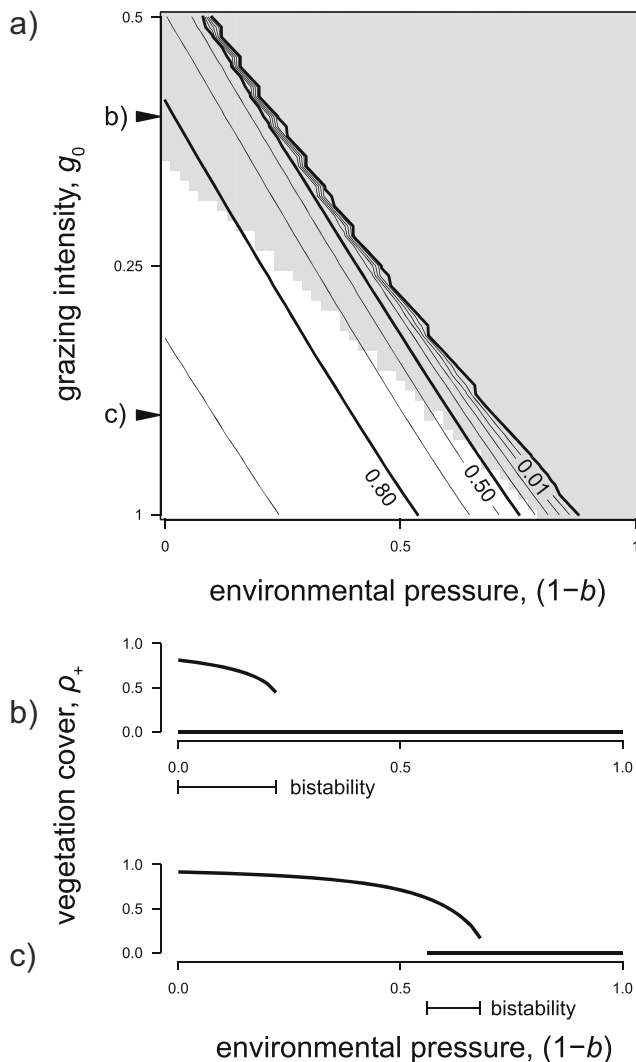 a)
0.5
b)
0.25
c)
1
grazing intensity, g₀
0.80
0.50
0.01
0
0.5
1
environmental pressure, (1−b)
b)
1.0
0.5
0.0
0.0
0.5
1.0
bistability
vegetation cover, ρ₊
c)
1.0
0.5
0.0
0.0
0.5
1.0
bistability
environmental pressure, (1−b)